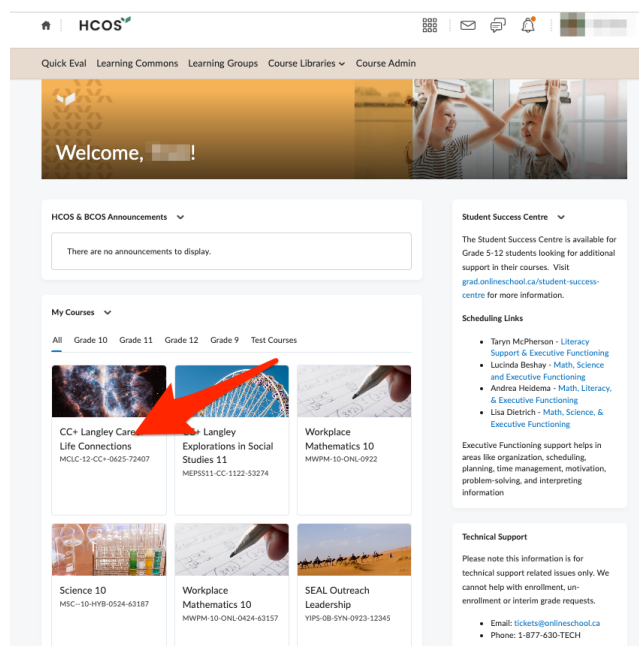 HCOS
Quick Eval Learning Commons Learning Groups Course Libraries Course Admin
Welcome, !
HCOS & BCOS Announcements
There are no announcements to display.
My Courses
All Grade 10 Grade 11 Grade 12 Grade 9 Test Courses
CC+ Langley
Life Connections
MCLC-12-CC+-0625-72407
Langley
Explorations in Social
Studies 11
MEPSS11-CC-1122-53274
Workplace
Mathematics 10
MWPM-10-ONL-0922
Science 10
MSC--10-HYB-0524-63187
Workplace
Mathematics 10
MWPM-10-ONL-0424-63157
SEAL Outreach
Leadership
YIPS-0B-SYN-0923-12345
Student Success Centre
The Student Success Centre is available for
Grade 5-12 students looking for additional
support in their courses. Visit
grad.onlineschool.ca/student-success-
centre for more information.
Scheduling Links
Taryn McPherson - Literacy
Support & Executive Functioning
Lucinda Beshay - Math, Science
and Executive Functioning
Andrea Heidema - Math, Literacy,
& Executive Functioning
Lisa Dietrich - Math, Science, &
Executive Functioning
Executive Functioning support helps in
areas like organization, scheduling,
planning, time management, motivation,
problem-solving, and interpreting
information
Technical Support
Please note this information is for
technical support related issues only. We
cannot help with enrollment, un-
enrollment or interim grade requests.
Email: tickets@onlineschool.ca
Phone: 1-877-630-TECH